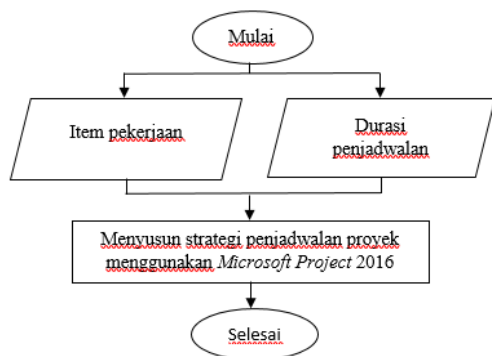 Mulai
Item pekerjaan
Durasi
penjadwalan
Menyusun strategi penjadwalan proyek
menggunakan Microsoft Project 2016
Selesai